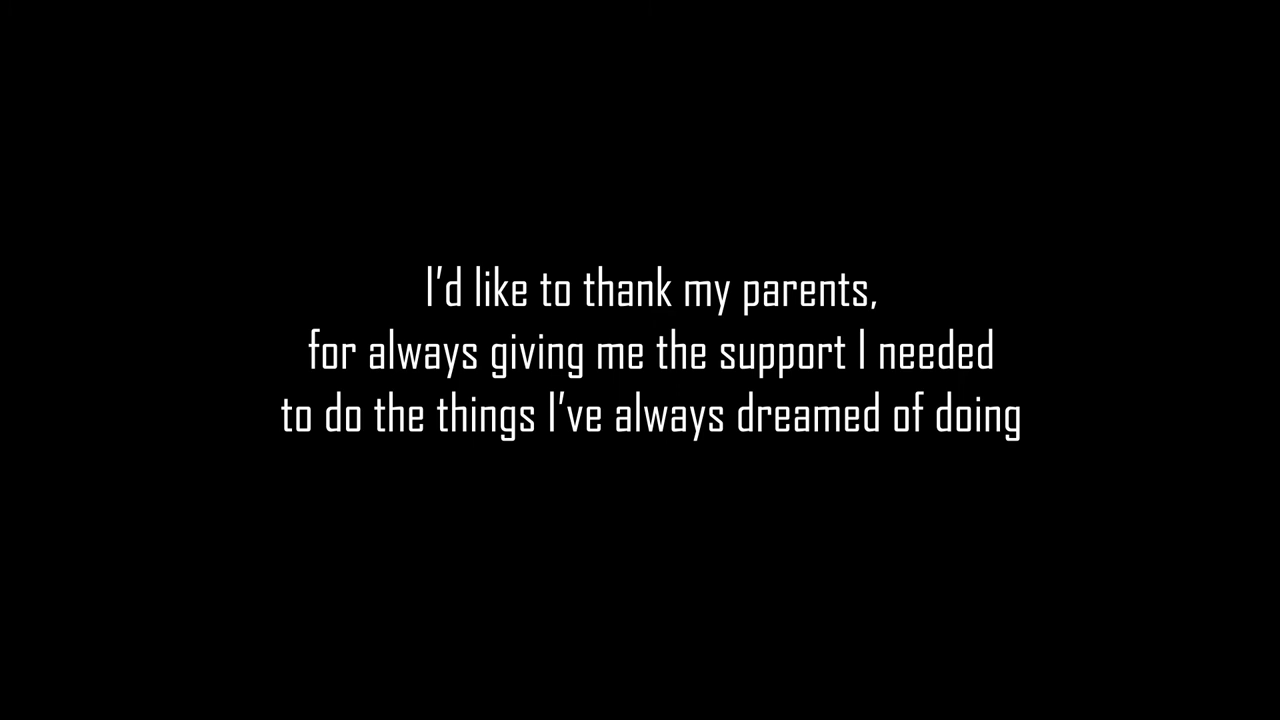 I’d like to thank my parents,
for always giving me the support I needed
to do the things I’ve always dreamed of doing